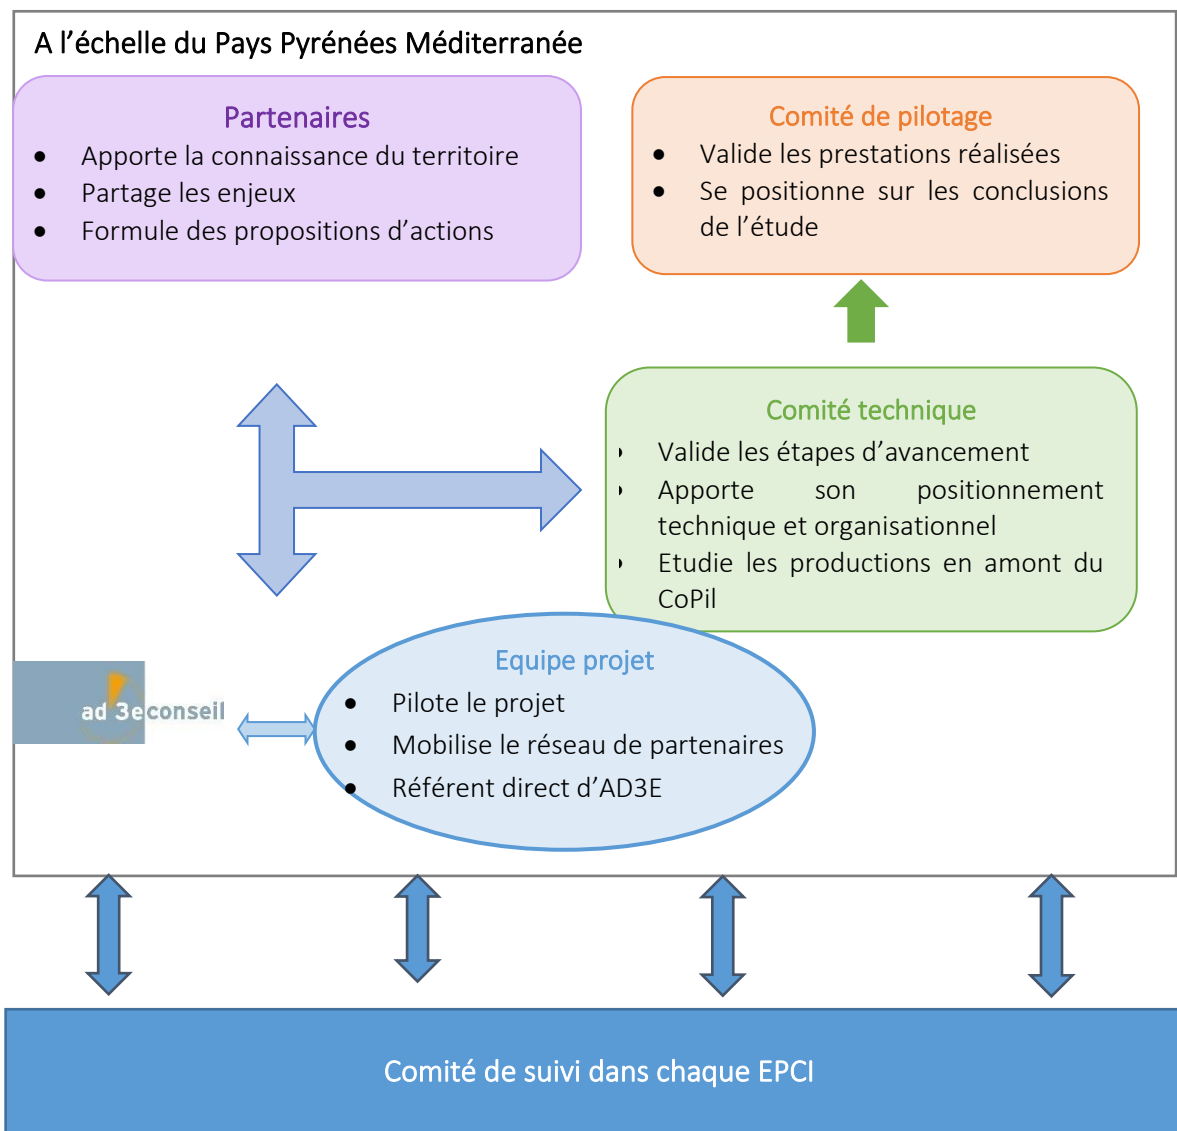 A l’échelle du Pays Pyrénées Méditerranée
Partenaires
• Apporte la connaissance du territoire
• Partage les enjeux
• Formule des propositions d’actions
Comité de pilotage
• Valide les prestations réalisées
• Se positionne sur les conclusions
de l’étude
Comité technique
• Valide les étapes d’avancement
• Apporte son positionnement
technique et organisationnel
• Etudie les productions en amont du
CoPil
Equipe projet
• Pilote le projet
• Mobilise le réseau de partenaires
• Référent direct d’AD3E
ad 3e conseil
Comité de suivi dans chaque EPCI